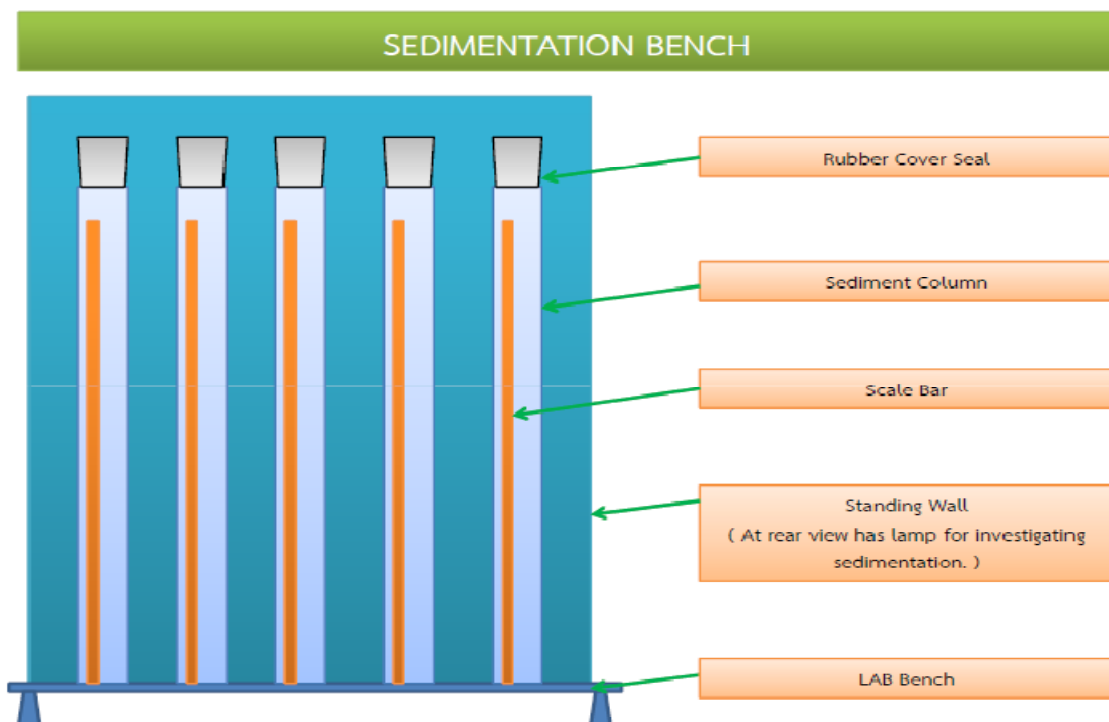 SEDIMENTATION BENCH
Rubber Cover Seal
Sediment Column
Scale Bar
Standing Wall
( At rear view has lamp for investigating
sedimentation. )
LAB Bench